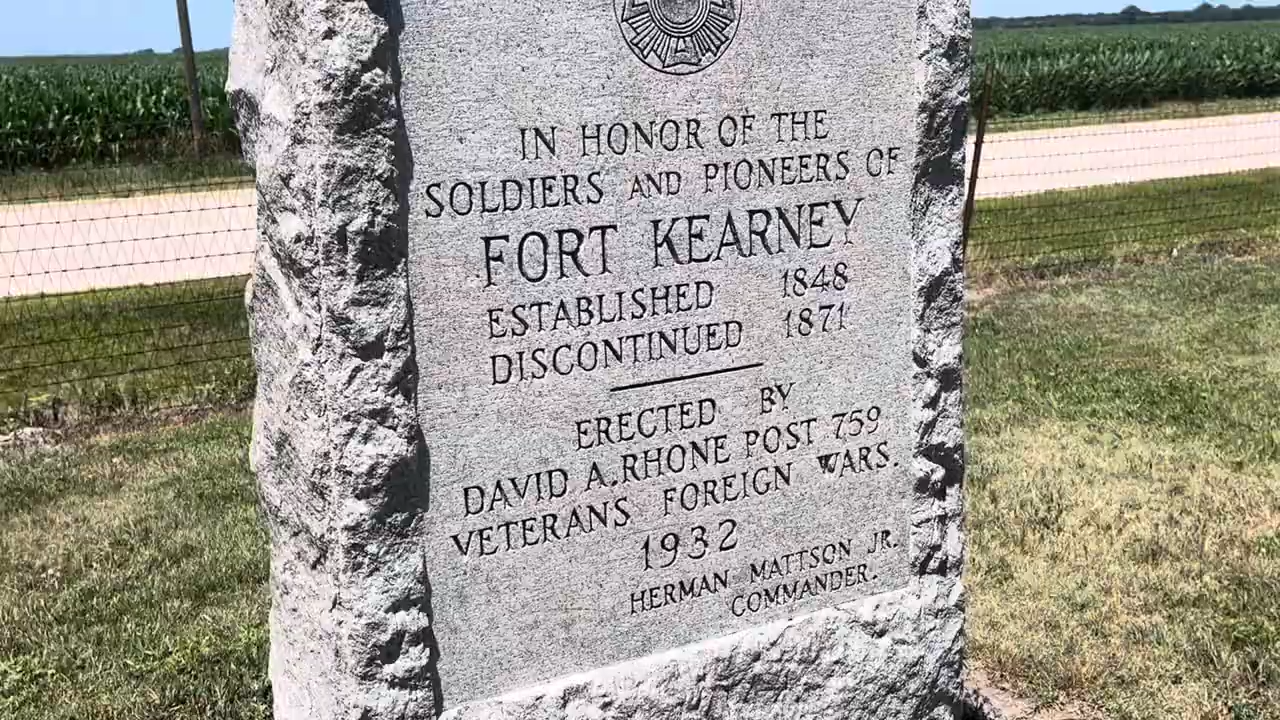 IN HONOR OF THE
SOLDIERS AND PIONEERS OF
FORT KEARNEY
ESTABLISHED 1848
DISCONTINUED 1871
ERECTED BY
DAVID A. RHONE POST 759
VETERANS FOREIGN WARS.
1932
HERMAN MATTSON JR.
COMMANDER.